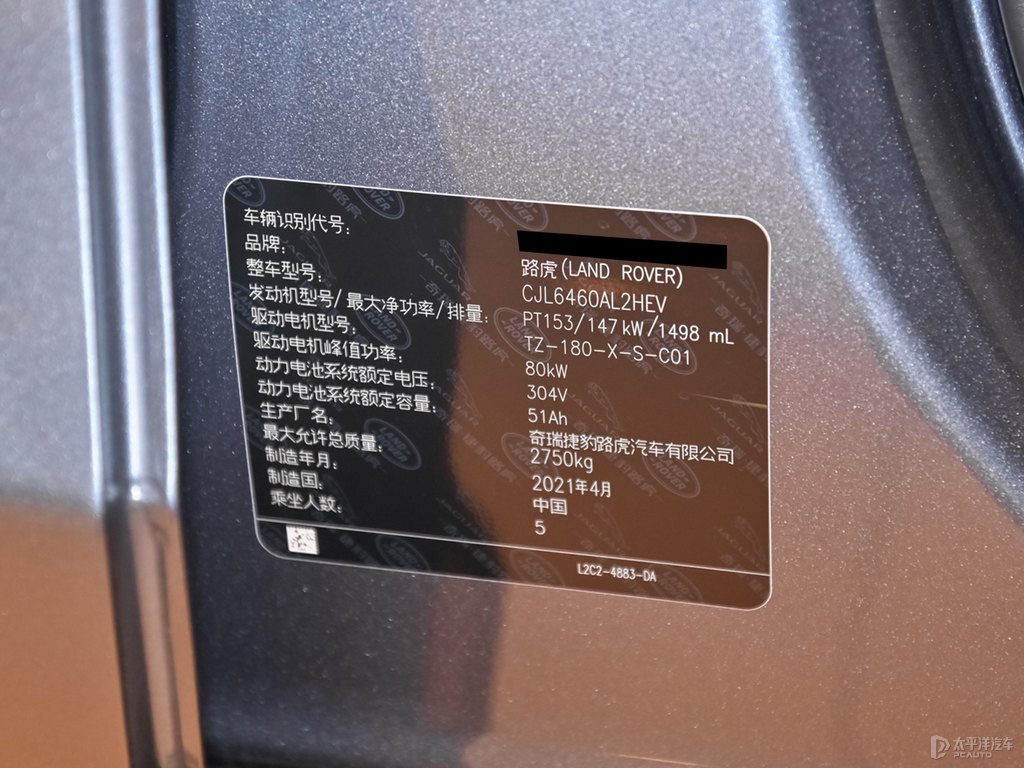 车辆识别代号:
品牌: 路虎(LAND ROVER)
整车型号: CJL6460AL2HEV
发动机型号/最大净功率/排量: PT153/147kW/1498 mL
驱动电机型号: TZ-180-X-S-C01
驱动电机峰值功率: 80kW
动力电池系统额定电压: 304V
动力电池系统额定容量: 51Ah
生产厂名: 奇瑞捷豹路虎汽车有限公司
最大允许总质量: 2750kg
制造年月: 2021年4月
制造国: 中国
乘坐人数: 5
L2C2-4883-DA
太平洋汽车
PCAUTO